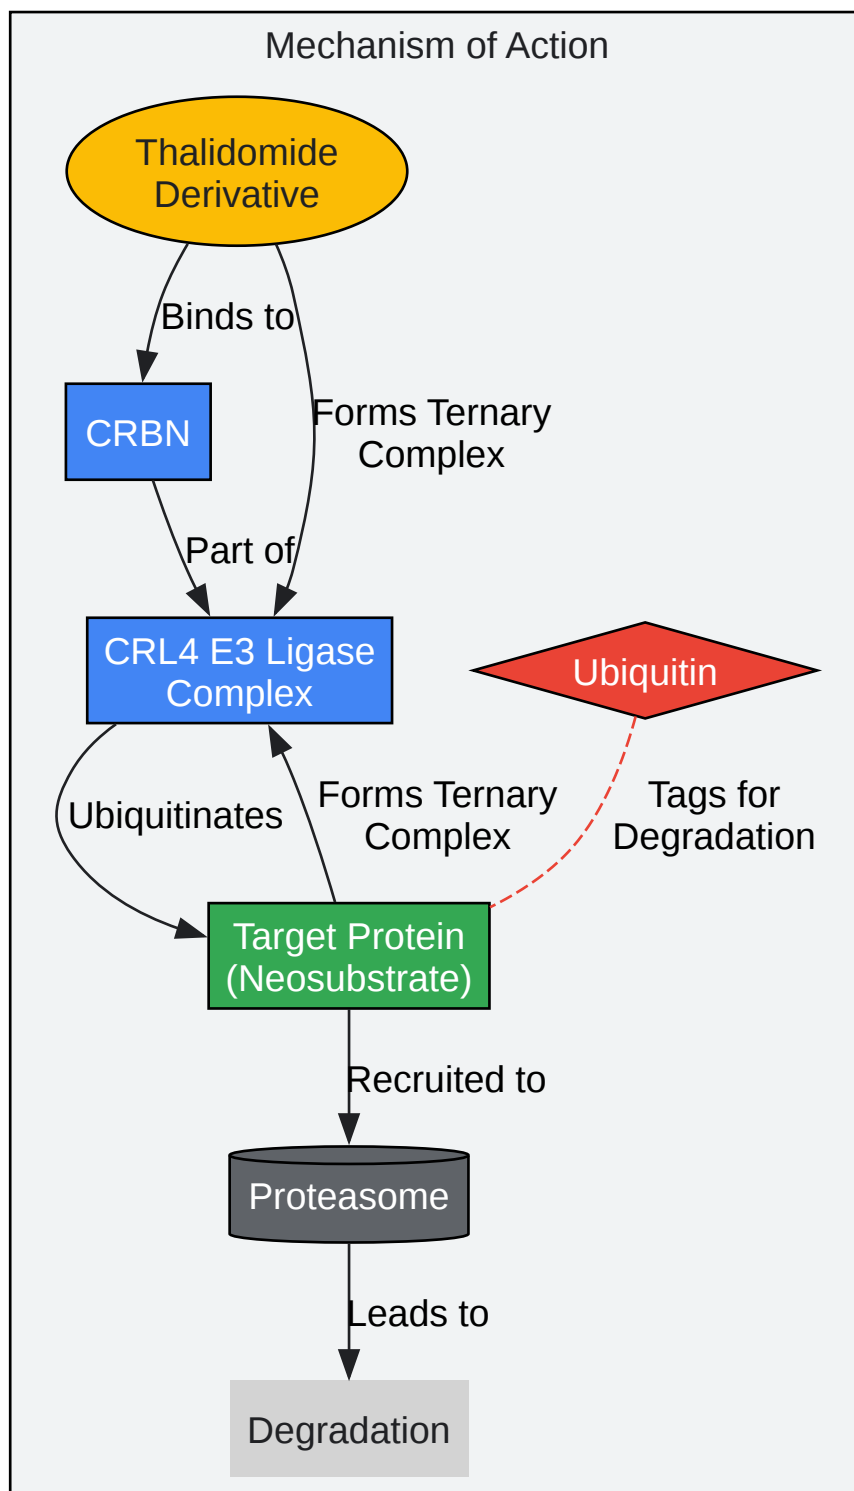 Mechanism of Action
Thalidomide
Derivative
Binds to
CRBN
Forms Ternary
Complex
Part of
CRL4 E3 Ligase
Complex
Ubiquitin
Ubiquitinates
Forms Ternary
Complex
Tags for
Degradation
Target Protein
(Neosubstrate)
Recruited to
Proteasome
Leads to
Degradation